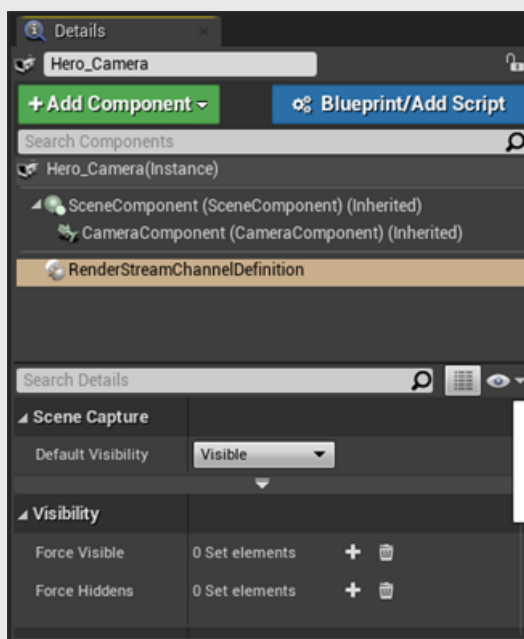 Details
Hero_Camera
+Add Component
Blueprint/Add Script
Search Components
Hero_Camera(Instance)
SceneComponent (SceneComponent) (Inherited)
CameraComponent (CameraComponent) (Inherited)
RenderStreamChannelDefinition
Search Details
Scene Capture
Default Visibility Visible
Visibility
Force Visible 0 Set elements
Force Hiddens 0 Set elements